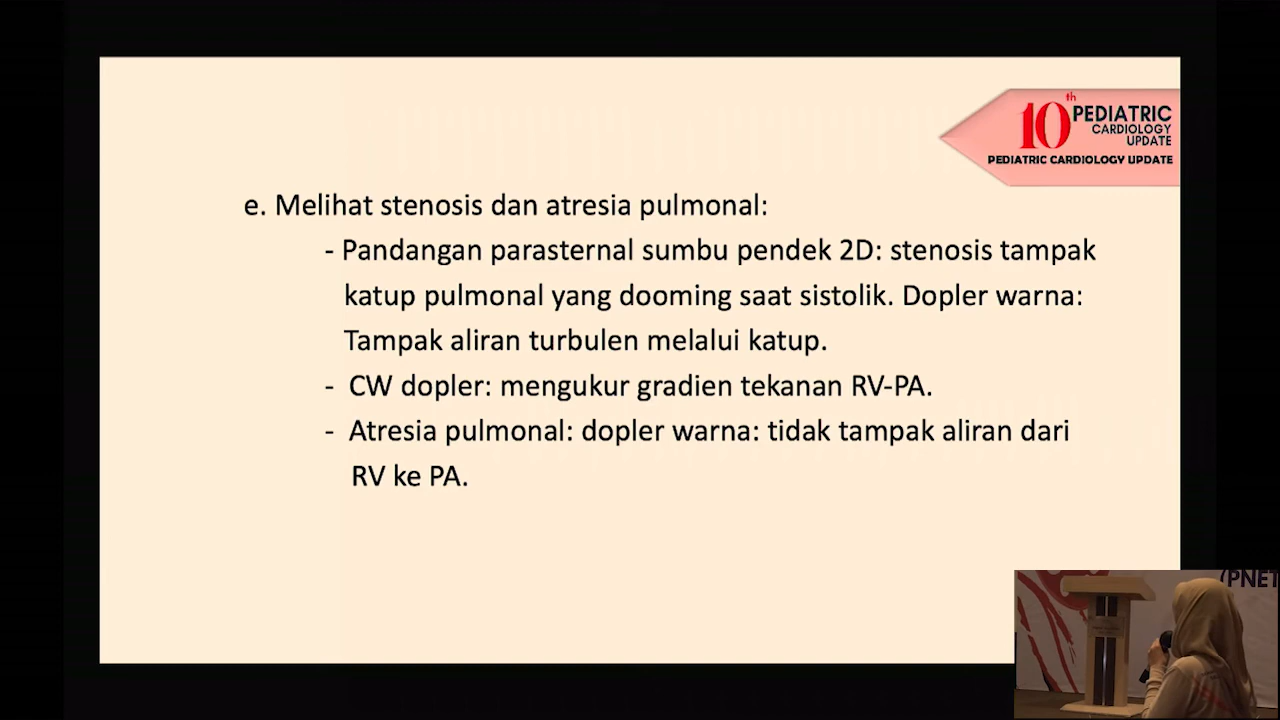 10th PEDIATRIC
CARDIOLOGY
UPDATE
PEDIATRIC CARDIOLOGY UPDATE
e. Melihat stenosis dan atresia pulmonal:
- Pandangan parasternal sumbu pendek 2D: stenosis tampak
katup pulmonal yang dooming saat sistolik. Dopler warna:
Tampak aliran turbulen melalui katup.
- CW dopler: mengukur gradien tekanan RV-PA.
- Atresia pulmonal: dopler warna: tidak tampak aliran dari
RV ke PA.
(PNET